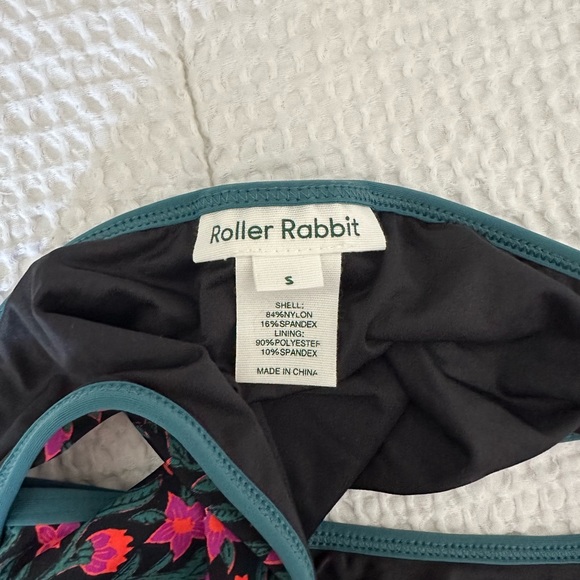 Roller Rabbit
S
SHELL:
84%NYLON
16%SPANDEX
LINING:
90%POLYESTER
10%SPANDEX
MADE IN CHINA